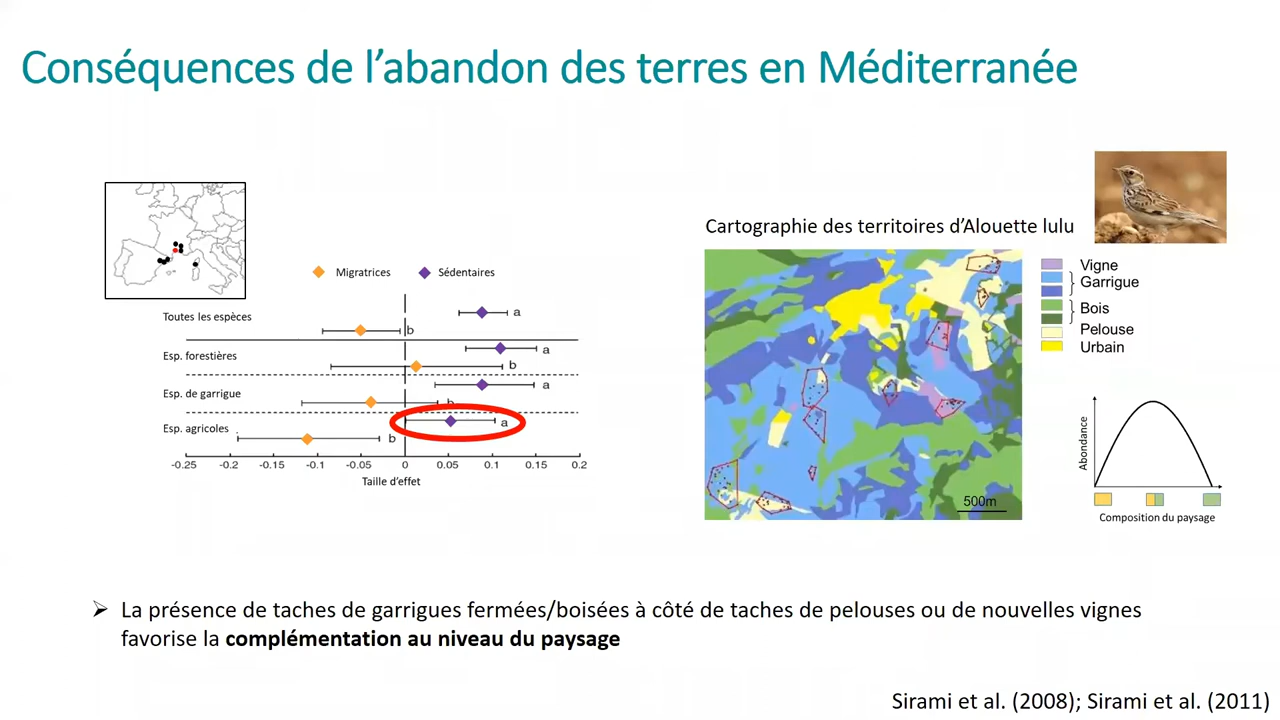 Conséquences de l’abandon des terres en Méditerranée
Cartographie des territoires d’Alouette lulu
Migratrices
Sédentaires
Toutes les espèces
a
b
Esp. forestières
a
b
Esp. de garrigue
a
b
Esp. agricoles
a
b
-0.25 -0.2 -0.15 -0.1 -0.05 0 0.05 0.1 0.15 0.2
Taille d’effet
500m
Vigne
Garrigue
Bois
Pelouse
Urbain
Abondance
Composition du paysage
➢ La présence de taches de garrigues fermées/boisées à côté de taches de pelouses ou de nouvelles vignes
favorise la complémentation au niveau du paysage
Sirami et al. (2008); Sirami et al. (2011)